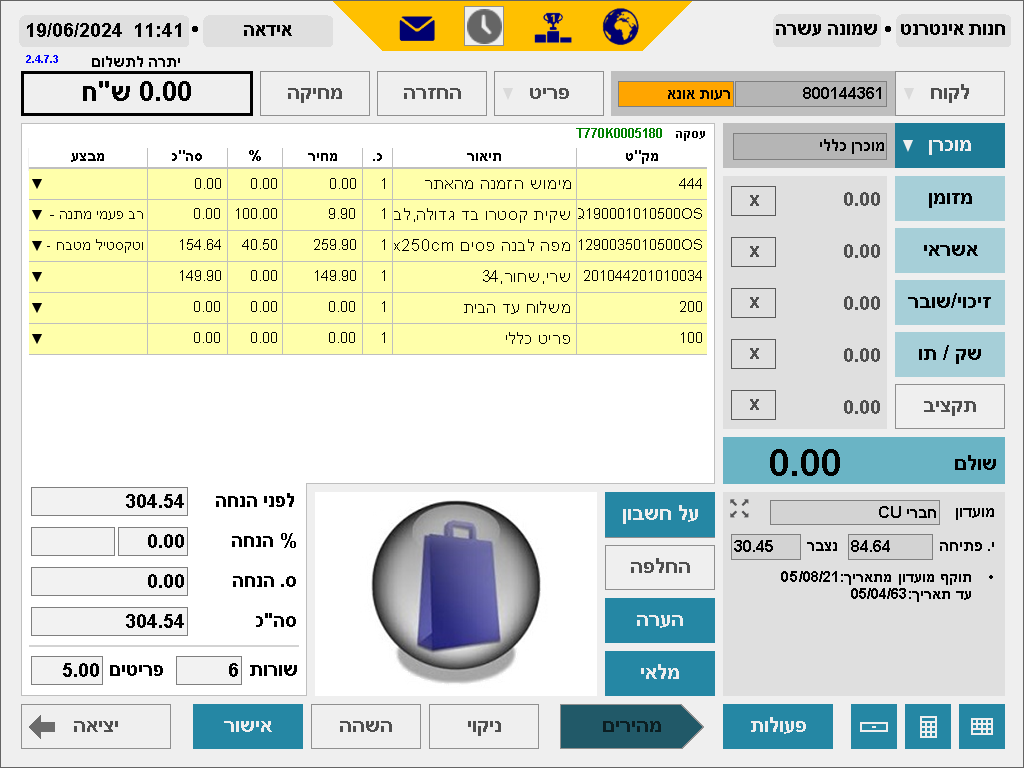 חנות אינטרנט • שמונה עשרה
אידאה
19/06/2024 11:41 •
2.4.7.3
יתרה לתשלום
0.00 ש"ח
מחיקה
החזרה
פריט
רעות אונא
800144361
לקוח
עסקה T770K0005180
מק"ט תיאור כ. מחיר % סה"כ מבצע
444 מימוש הזמנה מהאתר 1 0.00 0.00 0.00
Q190001010500OS שקית קסטרו בד גדולה,לב 1 9.90 100.00 0.00 רב פעמי מתנה -
1290035010500OS מפה לבנה פסים x250cm 1 259.90 40.50 154.64 וטקסטיל מטבח -
201044201010034 שרי,שחור,34 1 149.90 0.00 149.90
200 משלוח עד הבית 1 0.00 0.00 0.00
100 פריט כללי 1 0.00 0.00 0.00
מוכרן
מוכרן כללי
מזומן 0.00 X
אשראי 0.00 X
זיכוי/שובר 0.00 X
שק / תו 0.00 X
תקציב 0.00 X
שולם 0.00
מועדון חברי CU
י. פתיחה 84.64 נצבר 30.45
• תוקף מועדון מתאריך:05/08/21
עד תאריך:05/04/63
על חשבון
החלפה
הערה
מלאי
לפני הנחה 304.54
% הנחה 0.00
ס. הנחה 0.00
סה"כ 304.54
שורות 6 פריטים 5.00
פעולות
מהירים
ניקוי
השהה
אישור
יציאה